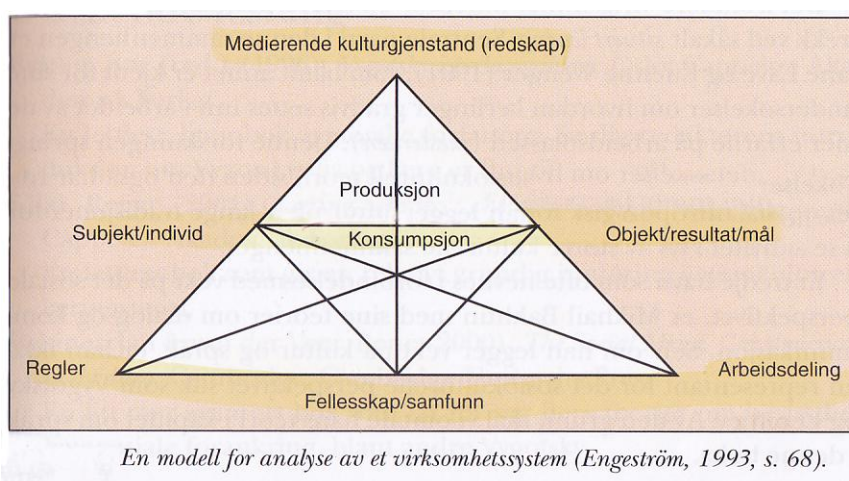 Medierende kulturgjenstand (redskap)
Produksjon
Subjekt/individ
Konsumpsjon
Objekt/resultat/mål
Regler
Arbeidsdeling
Fellesskap/samfunn
En modell for analyse av et virksomhetssystem (Engeström, 1993, s. 68).